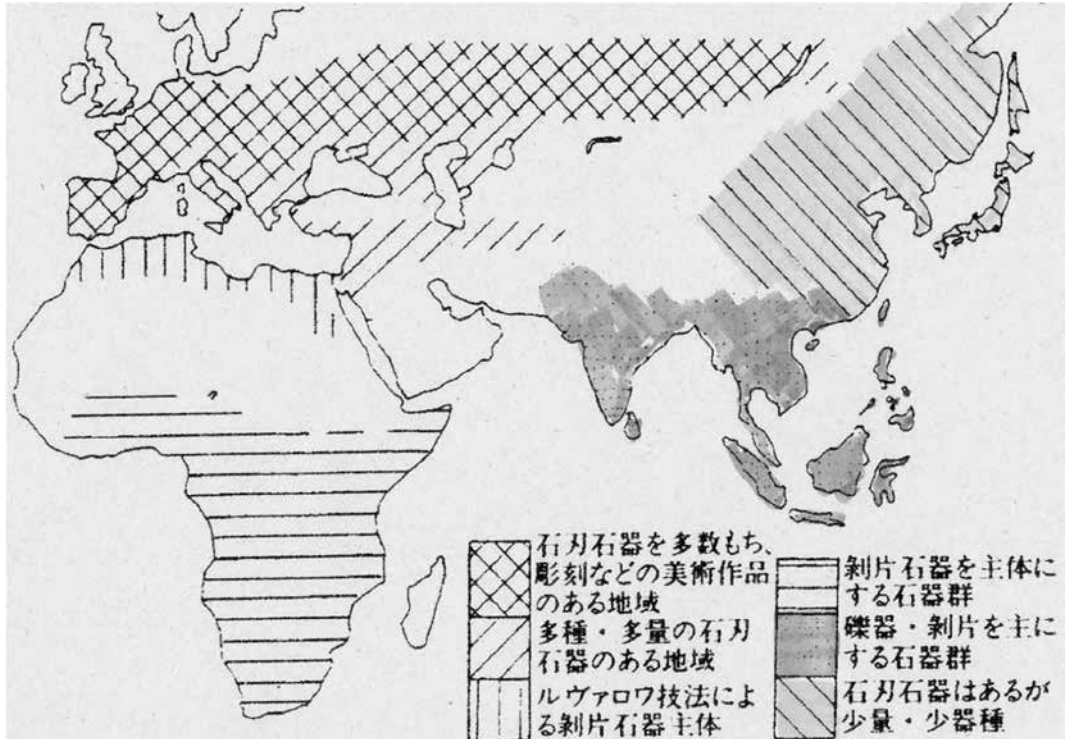 石刃石器を多数もち、
彫刻などの美術作品
のある地域
多種・多量の石刃
石器のある地域
ルヴァロワ技法によ
る剝片石器主体
剝片石器を主体に
する石器群
礫器・剝片を主に
する石器群
石刃石器はあるが
少量・少器種